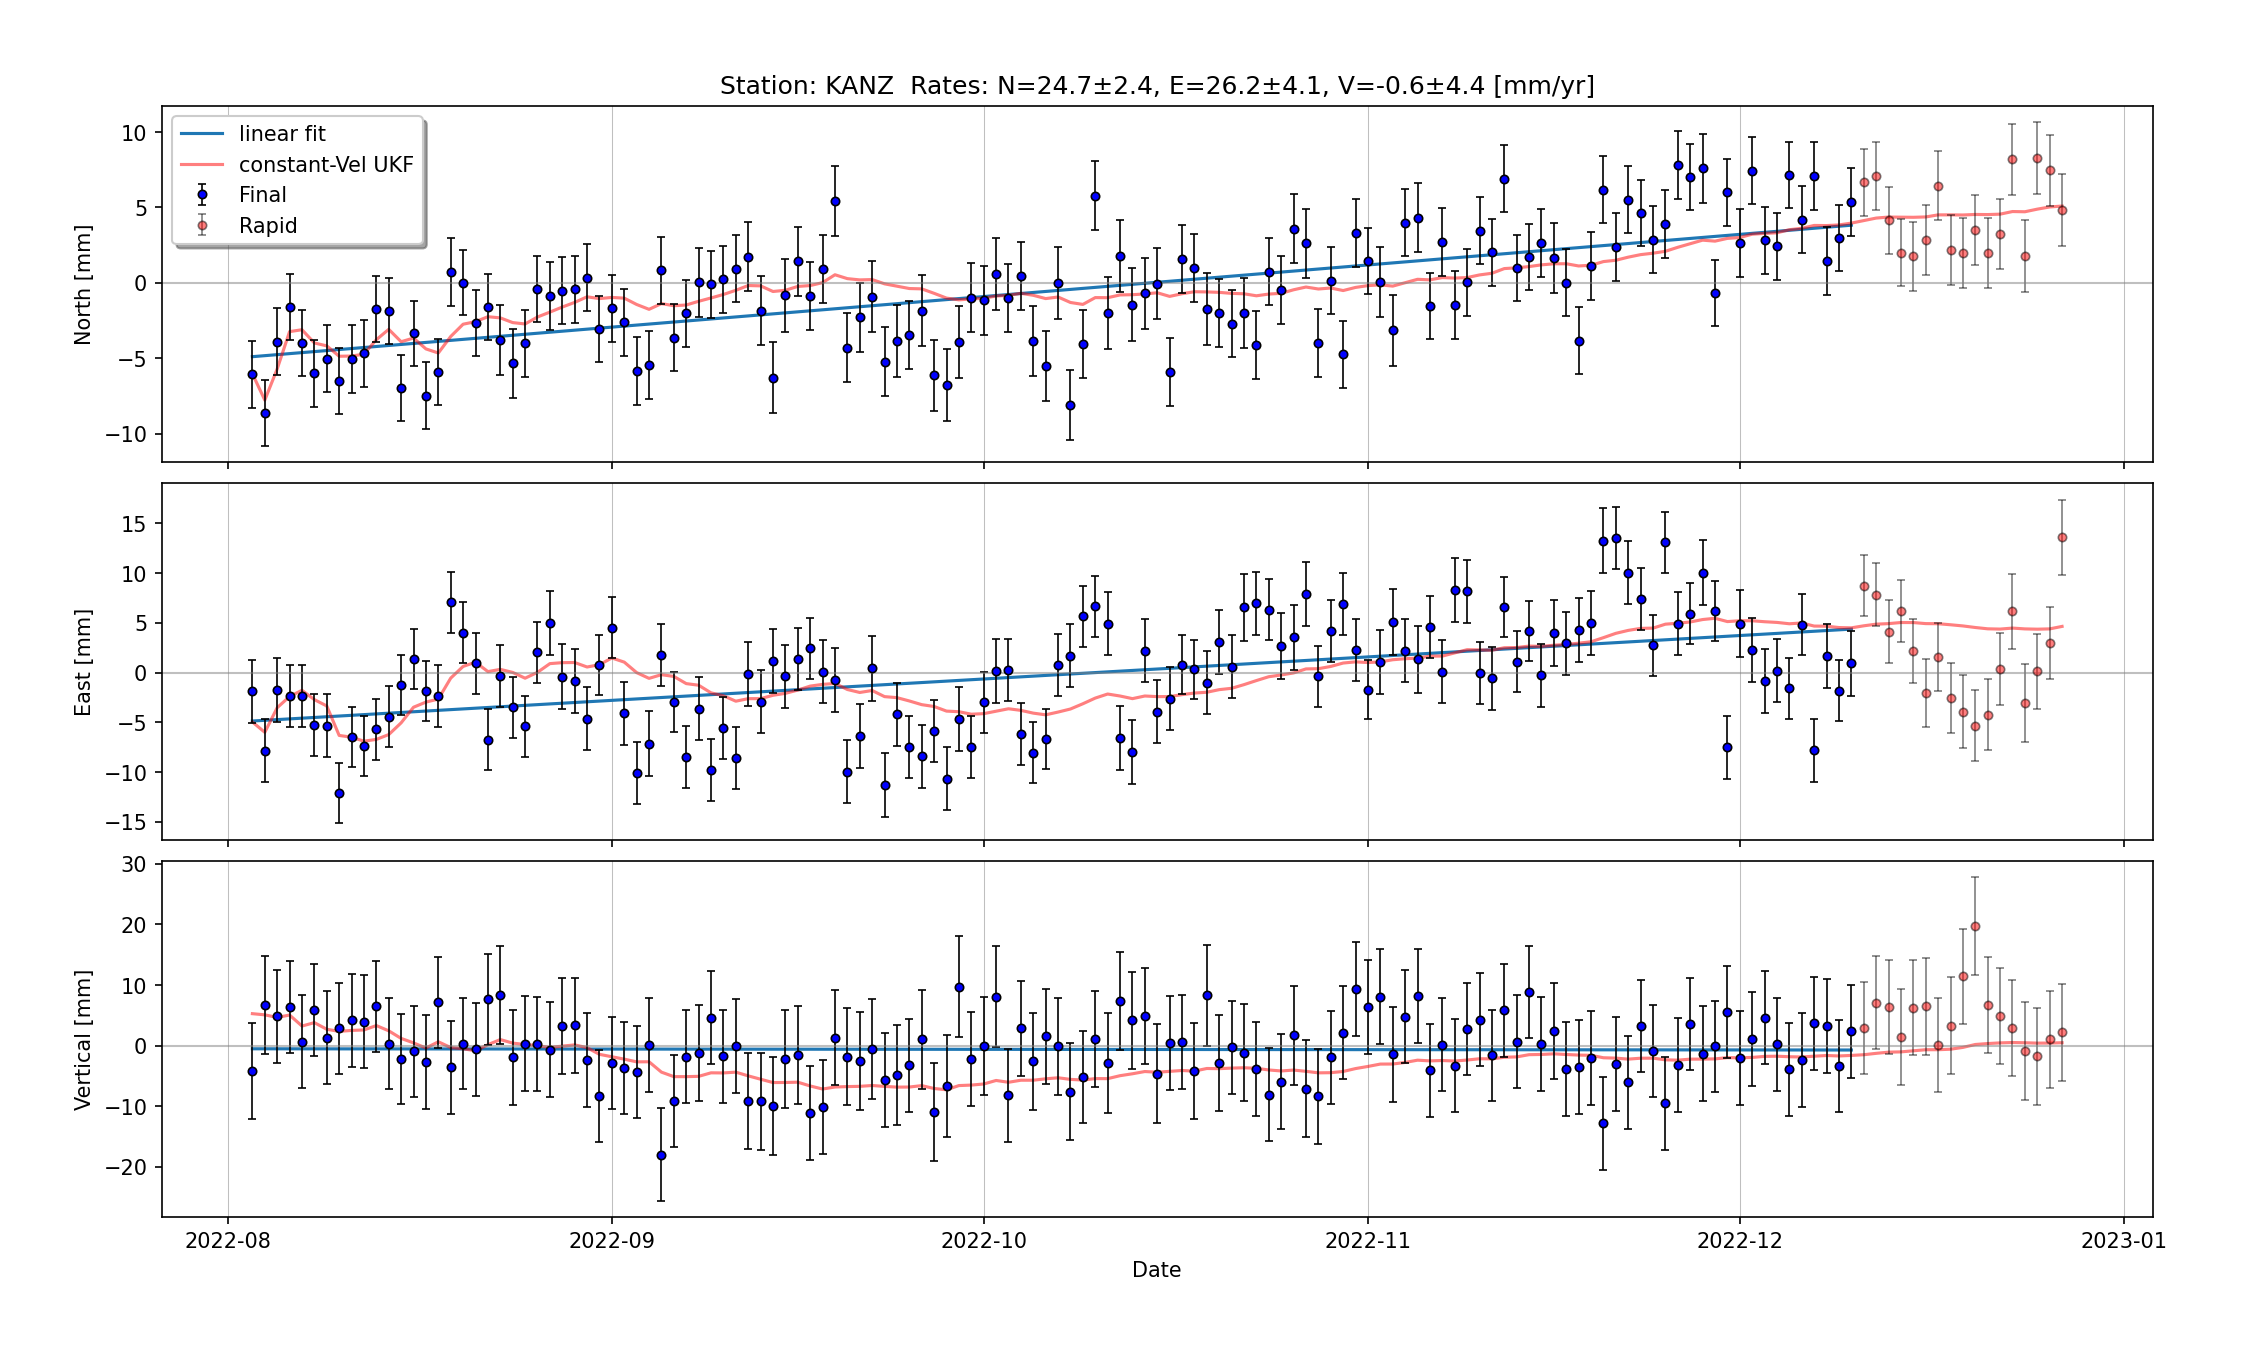 Station: KANZ  Rates: N=24.7±2.4, E=26.2±4.1, V=-0.6±4.4 [mm/yr]
linear fit
constant-Vel UKF
Final
Rapid
North [mm]
10
5
0
−5
−10
East [mm]
15
10
5
0
−5
−10
−15
Vertical [mm]
30
20
10
0
−10
−20
2022-08 2022-09 2022-10 2022-11 2022-12 2023-01
Date